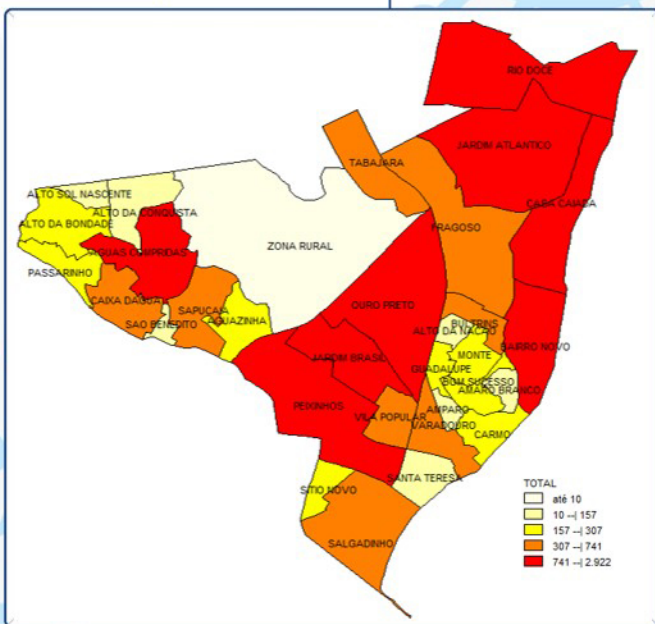 RIO DOCE
JARDIM ATLANTICO
TABAJARA
ALTO SOL NASCENTE
CASA CAIADA
ALTO DA CONQUISTA
ALTO DA BONDADE
FRAGOSO
ZONA RURAL
AGUAS COMPRIDAS
PASSARINHO
CAIXA DAGUA
OURO PRETO
SAPUCAIA
SAO BENEDITO
AGUAZINHA
BULTRINS
ALTO DA NACAO
BAIRRO NOVO
JARDIM BRASIL
MONTE
GUADALUPE
BUM SUCESSO
AMARO BRANCO
PEIXINHOS
AMPARO
VILA POPULAR
VARADOURO
CARMO
SANTA TERESA
SITIO NOVO
SALGADINHO
TOTAL
até 10
10 --| 157
157 --| 307
307 --| 741
741 --| 2.922